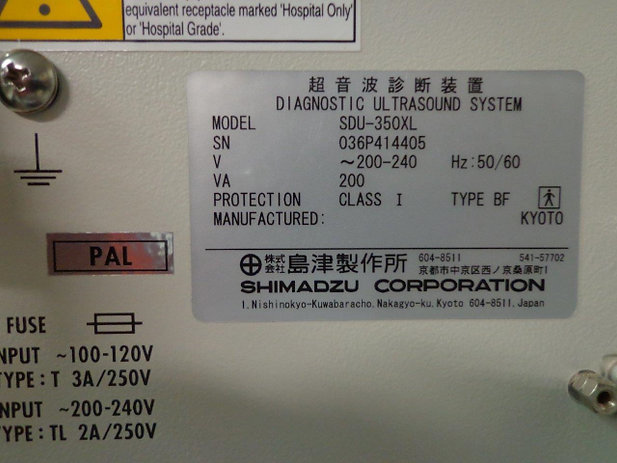 equivalent receptacle marked 'Hospital Only'
or 'Hospital Grade'.
超音波診断装置
DIAGNOSTIC ULTRASOUND SYSTEM
MODEL SDU-350XL
SN 036P414405
V ~200-240 Hz:50/60
VA 200
PROTECTION CLASS I TYPE BF
MANUFACTURED: KYOTO
株式会社 島津製作所 604-8511 541-57702
京都市中京区西ノ京桑原町1
SHIMADZU CORPORATION
1.Nishinokyo-Kuwabaracho.Nakagyo-ku.Kyoto 604-8511.Japan
PAL
FUSE
NPUT ~100-120V
TYPE: T 3A/250V
NPUT ~200-240V
YPE: TL 2A/250V